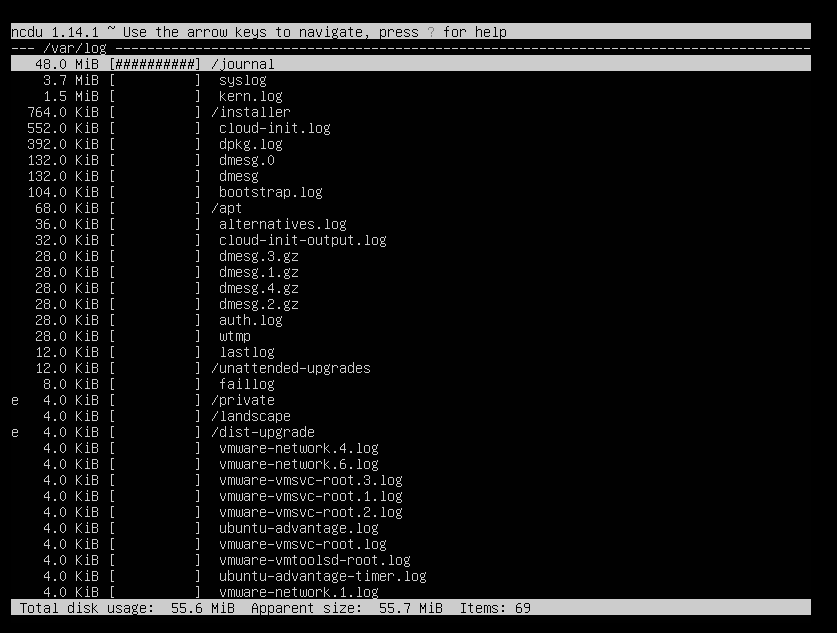 ncdu 1.14.1 ~ Use the arrow keys to navigate, press ? for help
--- /var/log ---------------------------------------------------------------------------------------
   48.0 MiB [##########] /journal
    3.7 MiB [          ]  syslog
    1.5 MiB [          ]  kern.log
  764.0 KiB [          ] /installer
  552.0 KiB [          ]  cloud-init.log
  392.0 KiB [          ]  dpkg.log
  132.0 KiB [          ]  dmesg.0
  132.0 KiB [          ]  dmesg
  104.0 KiB [          ]  bootstrap.log
   68.0 KiB [          ] /apt
   36.0 KiB [          ]  alternatives.log
   32.0 KiB [          ]  cloud-init-output.log
   28.0 KiB [          ]  dmesg.3.gz
   28.0 KiB [          ]  dmesg.1.gz
   28.0 KiB [          ]  dmesg.4.gz
   28.0 KiB [          ]  dmesg.2.gz
   28.0 KiB [          ]  auth.log
   28.0 KiB [          ]  wtmp
   12.0 KiB [          ]  lastlog
   12.0 KiB [          ] /unattended-upgrades
    8.0 KiB [          ]  faillog
e   4.0 KiB [          ] /private
    4.0 KiB [          ] /landscape
e   4.0 KiB [          ] /dist-upgrade
    4.0 KiB [          ]  vmware-network.4.log
    4.0 KiB [          ]  vmware-network.6.log
    4.0 KiB [          ]  vmware-vmsvc-root.3.log
    4.0 KiB [          ]  vmware-vmsvc-root.1.log
    4.0 KiB [          ]  vmware-vmsvc-root.2.log
    4.0 KiB [          ]  ubuntu-advantage.log
    4.0 KiB [          ]  vmware-vmsvc-root.log
    4.0 KiB [          ]  vmware-vmtoolsd-root.log
    4.0 KiB [          ]  ubuntu-advantage-timer.log
    4.0 KiB [          ]  vmware-network.1.log
 Total disk usage:  55.6 MiB  Apparent size:  55.7 MiB  Items: 69